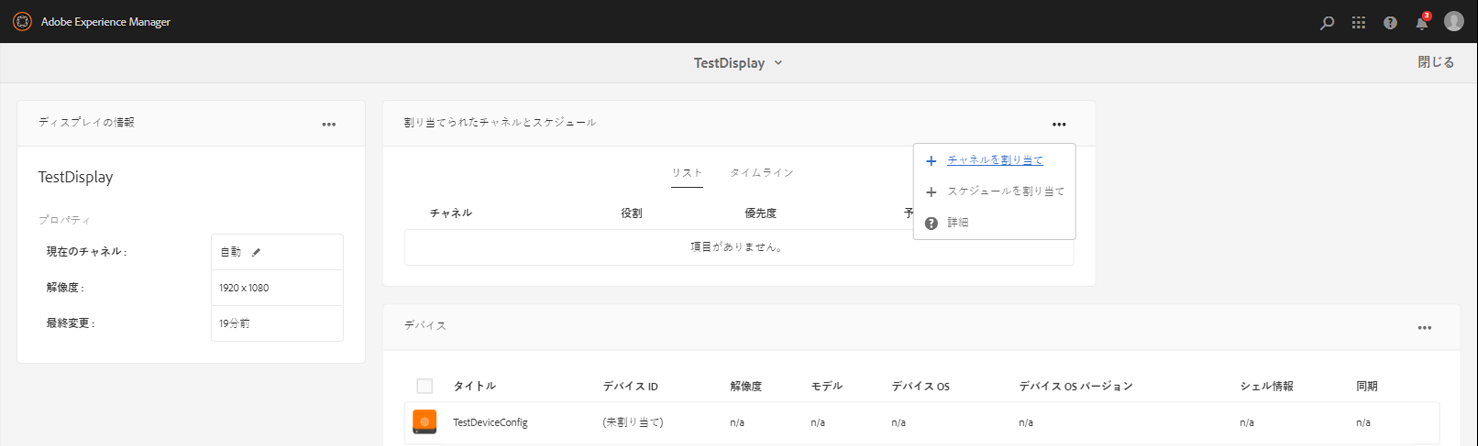 Adobe Experience Manager
3
TestDisplay
閉じる
ディスプレイの情報
TestDisplay
プロパティ
現在のチャネル :
自動
解像度 :
1920 x 1080
最終変更 :
19分前
割り当てられたチャネルとスケジュール
チャネルを割り当て
スケジュールを割り当て
詳細
リスト タイムライン
チャネル 役割 優先度 予
項目がありません。
デバイス
タイトル デバイス ID 解像度 モデル デバイス OS デバイス OS バージョン シェル情報 同期
TestDeviceConfig (未割り当て) n/a n/a n/a n/a n/a n/a